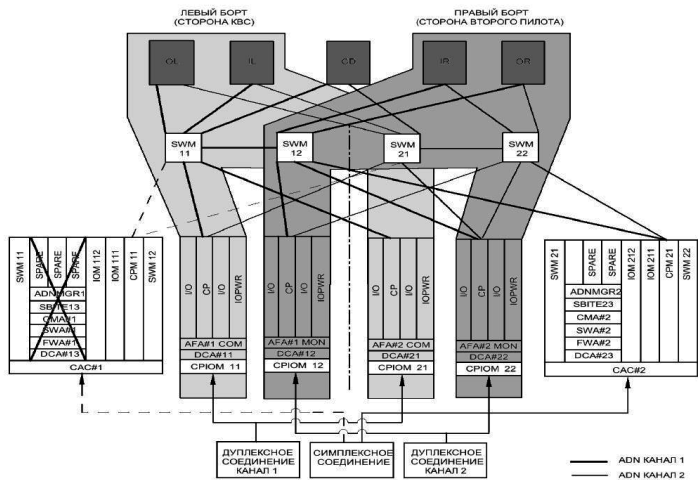 ЛЕВЫЙ БОРТ
(СТОРОНА КВС)
ПРАВЫЙ БОРТ
(СТОРОНА ВТОРОГО ПИЛОТА)
OL
IL
CD
IR
OR
SWM
11
SWM
12
SWM
21
SWM
22
SWM 11
SPARE
SPARE
SPARE
IOM 112
IOM 111
CPM 11
SWM 12
ADNMGR1
SBITE13
CMA#1
SWA#1
FWA#1
DCA#13
CAC#1
I/O
CP
I/O
IOPWR
AFA#1 COM
DCA#11
CPIOM 11
I/O
CP
I/O
IOPWR
AFA#1 MON
DCA#12
CPIOM 12
I/O
CP
I/O
IOPWR
AFA#2 COM
DCA#21
CPIOM 21
I/O
CP
I/O
IOPWR
AFA#2 MON
DCA#22
CPIOM 22
SWM 21
SPARE
SPARE
IOM 212
IOM 211
CPM 21
SWM 22
ADNMGR2
SBITE23
CMA#2
SWA#2
FWA#2
DCA#23
CAC#2
ДУПЛЕКСНОЕ
СОЕДИНЕНИЕ
КАНАЛ 1
СИМПЛЕКСНОЕ
СОЕДИНЕНИЕ
ДУПЛЕКСНОЕ
СОЕДИНЕНИЕ
КАНАЛ 2
ADN КАНАЛ 1
ADN КАНАЛ 2